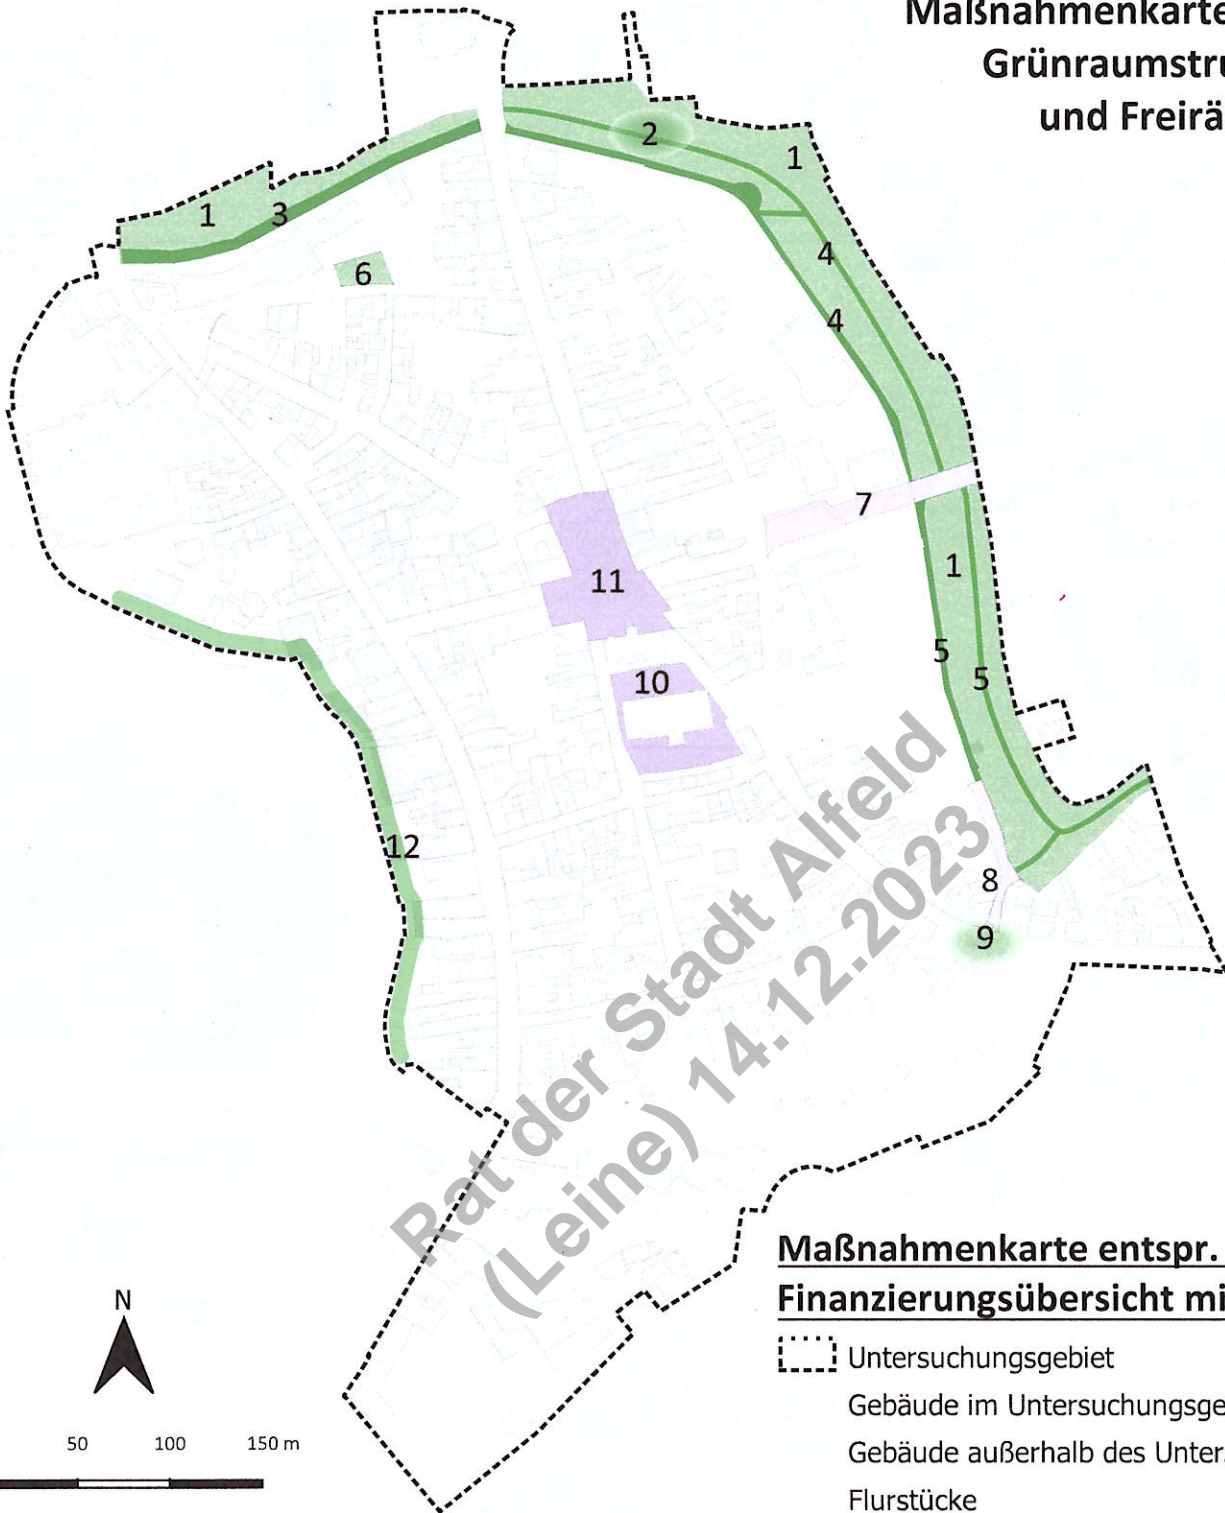 Maßnahmenkarte
Grünraumstru
und Freirä
2
1
1
3
6
4
4
7
11
1
5
5
10
12
8
9
Rat der Stadt Alfeld
(Leine) 14.12.2023
Maßnahmenkarte entspr.
Finanzierungsübersicht mi
N
Untersuchungsgebiet
Gebäude im Untersuchungsge
Gebäude außerhalb des Unter
Flurstücke
50 100 150 m